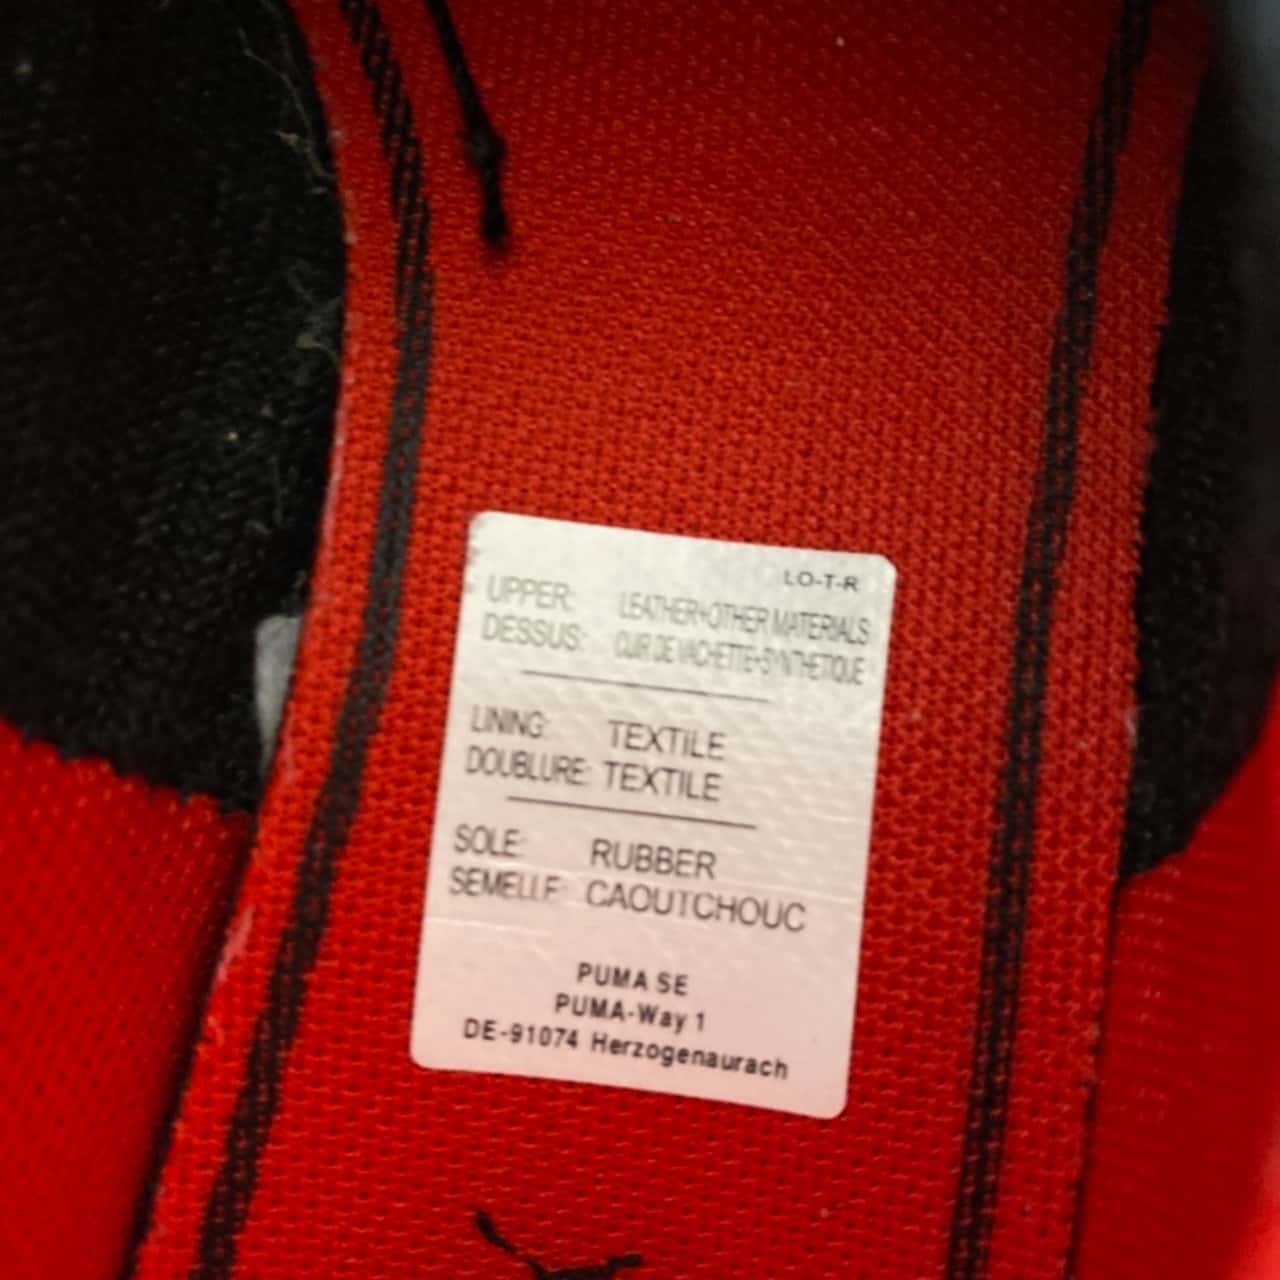 LO-T-R
UPPER: LEATHER+OTHER MATERIALS
DESSUS: CUIR DE VACHETTE+SYNTHETIQUE
LINING: TEXTILE
DOUBLURE: TEXTILE
SOLE: RUBBER
SEMELLE: CAOUTCHOUC
PUMA SE
PUMA-Way 1
DE-91074 Herzogenaurach